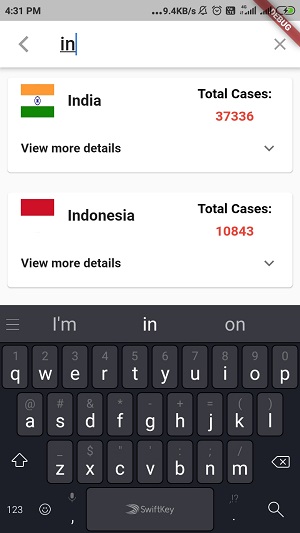 4:31 PM ...9.4KB/s
DEBUG
in
India
Total Cases:
37336
View more details
Indonesia
Total Cases:
10843
View more details
I'm in on
1 2 3 4 5 6 7 8 9 0
q w e r t y u i o p
@ # & * - + = ( )
a s d f g h j k l
_ $ " ' : ; /
z x c v b n m
123 , SwiftKey ,!? .